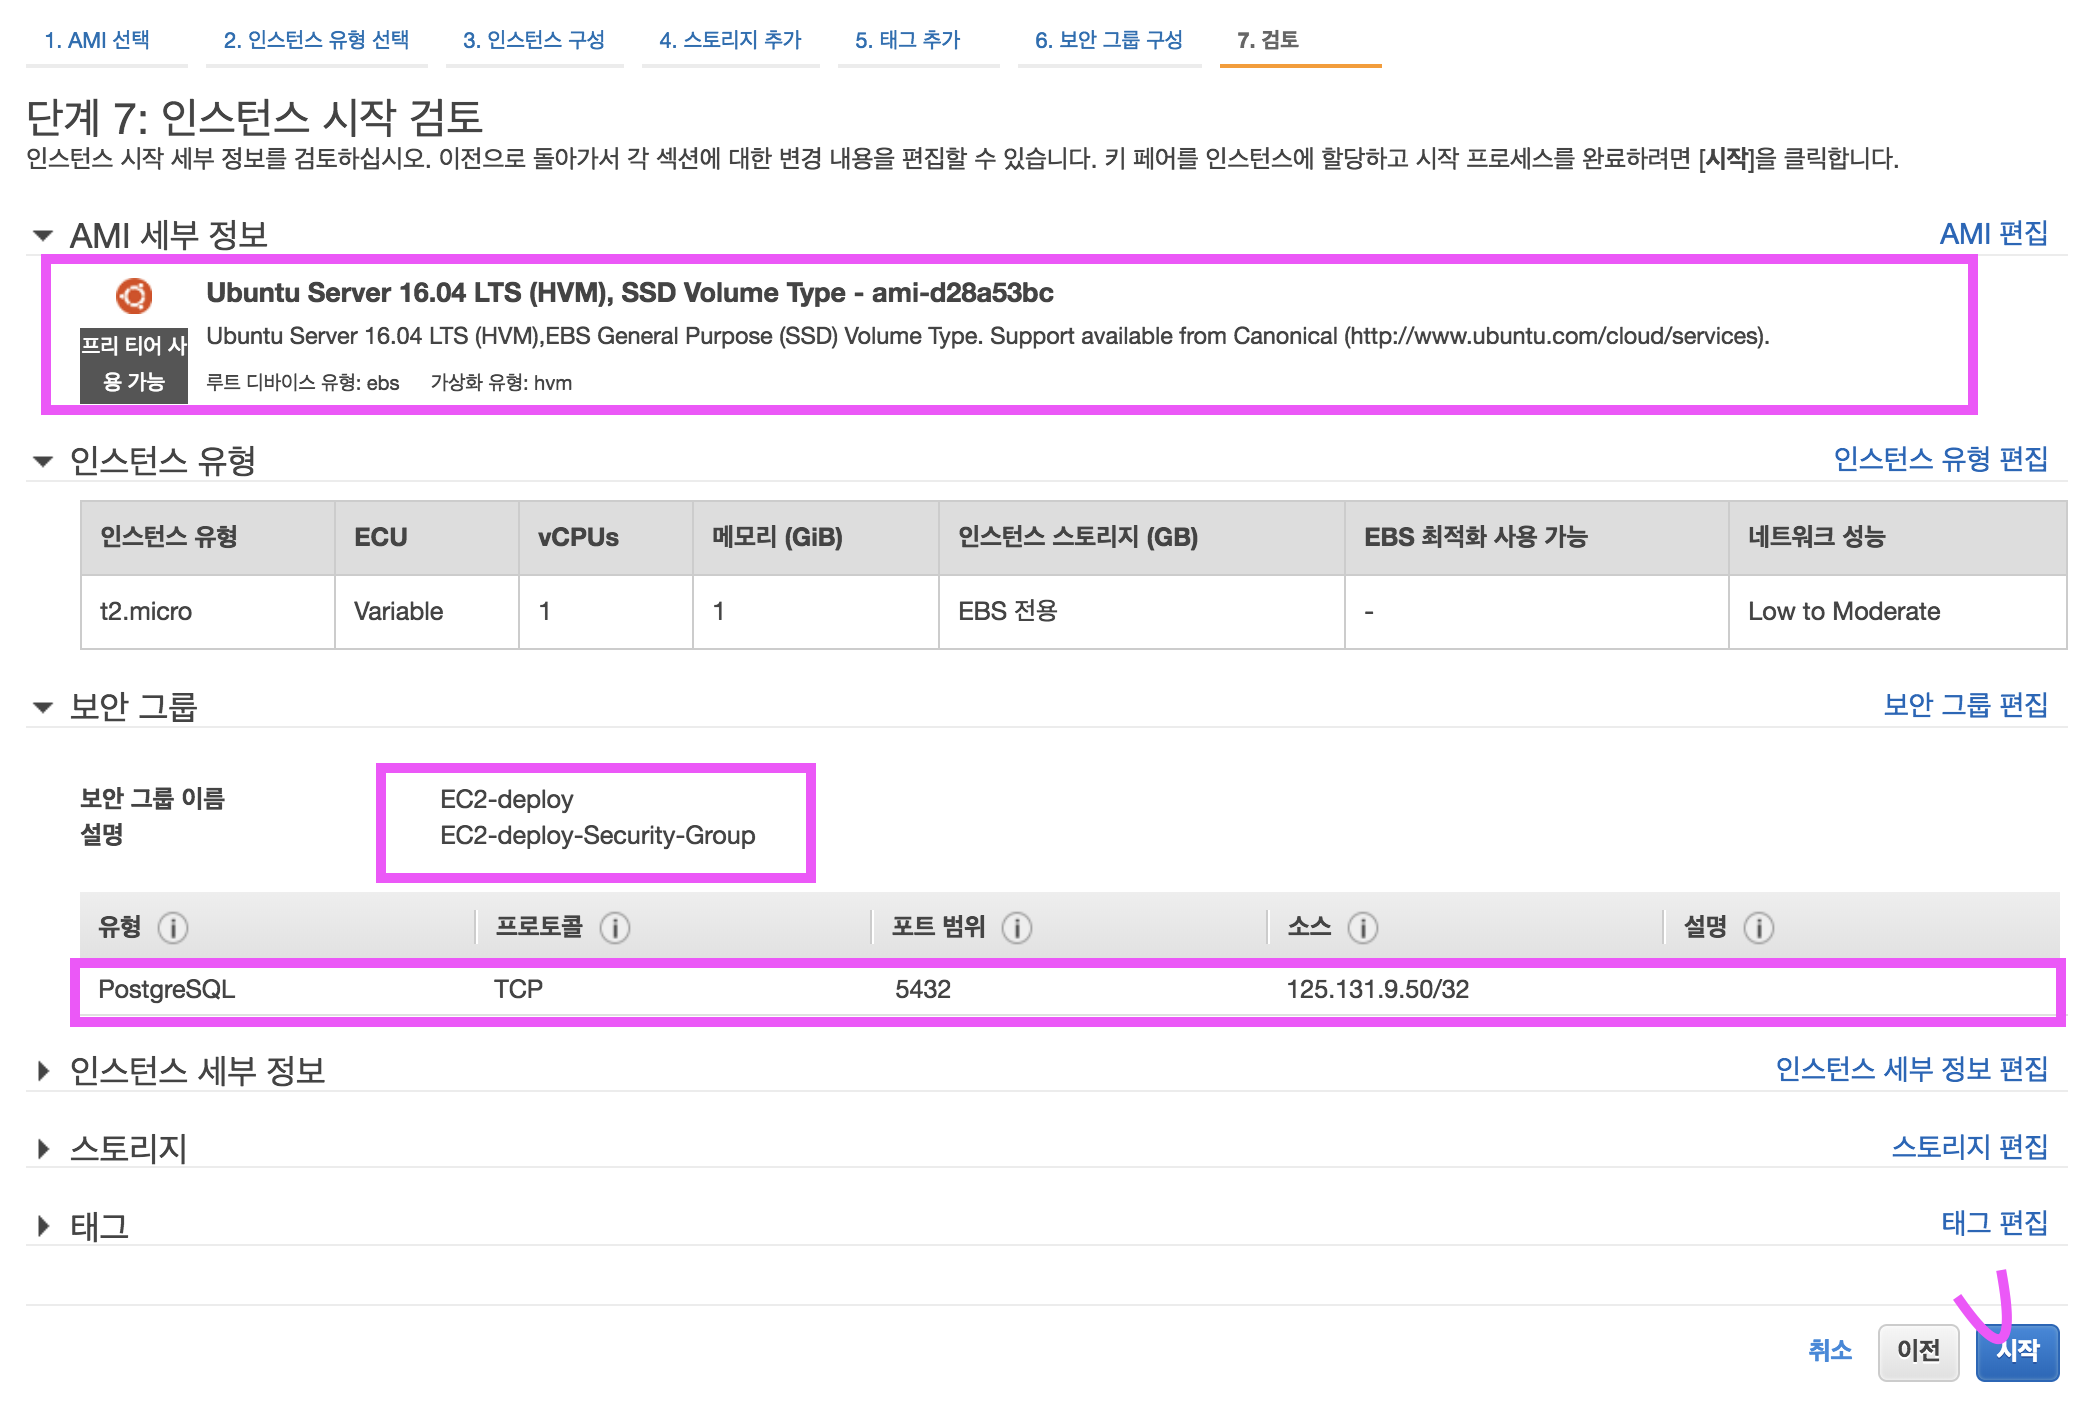 1. AMI 선택 2. 인스턴스 유형 선택 3. 인스턴스 구성 4. 스토리지 추가 5. 태그 추가 6. 보안 그룹 구성 7. 검토
단계 7: 인스턴스 시작 검토
인스턴스 시작 세부 정보를 검토하십시오. 이전으로 돌아가서 각 섹션에 대한 변경 내용을 편집할 수 있습니다. 키 페어를 인스턴스에 할당하고 시작 프로세스를 완료하려면 [시작]을 클릭합니다.
AMI 세부 정보 AMI 편집
Ubuntu Server 16.04 LTS (HVM), SSD Volume Type - ami-d28a53bc
프리 티어 사
용 가능
Ubuntu Server 16.04 LTS (HVM),EBS General Purpose (SSD) Volume Type. Support available from Canonical (http://www.ubuntu.com/cloud/services).
루트 디바이스 유형: ebs 가상화 유형: hvm
인스턴스 유형 인스턴스 유형 편집
인스턴스 유형 ECU vCPUs 메모리 (GiB) 인스턴스 스토리지 (GB) EBS 최적화 사용 가능 네트워크 성능
t2.micro Variable 1 1 EBS 전용 - Low to Moderate
보안 그룹 보안 그룹 편집
보안 그룹 이름 EC2-deploy
설명 EC2-deploy-Security-Group
유형 i 프로토콜 i 포트 범위 i 소스 i 설명 i
PostgreSQL TCP 5432 125.131.9.50/32
인스턴스 세부 정보 인스턴스 세부 정보 편집
스토리지 스토리지 편집
태그 태그 편집
취소 이전 시작